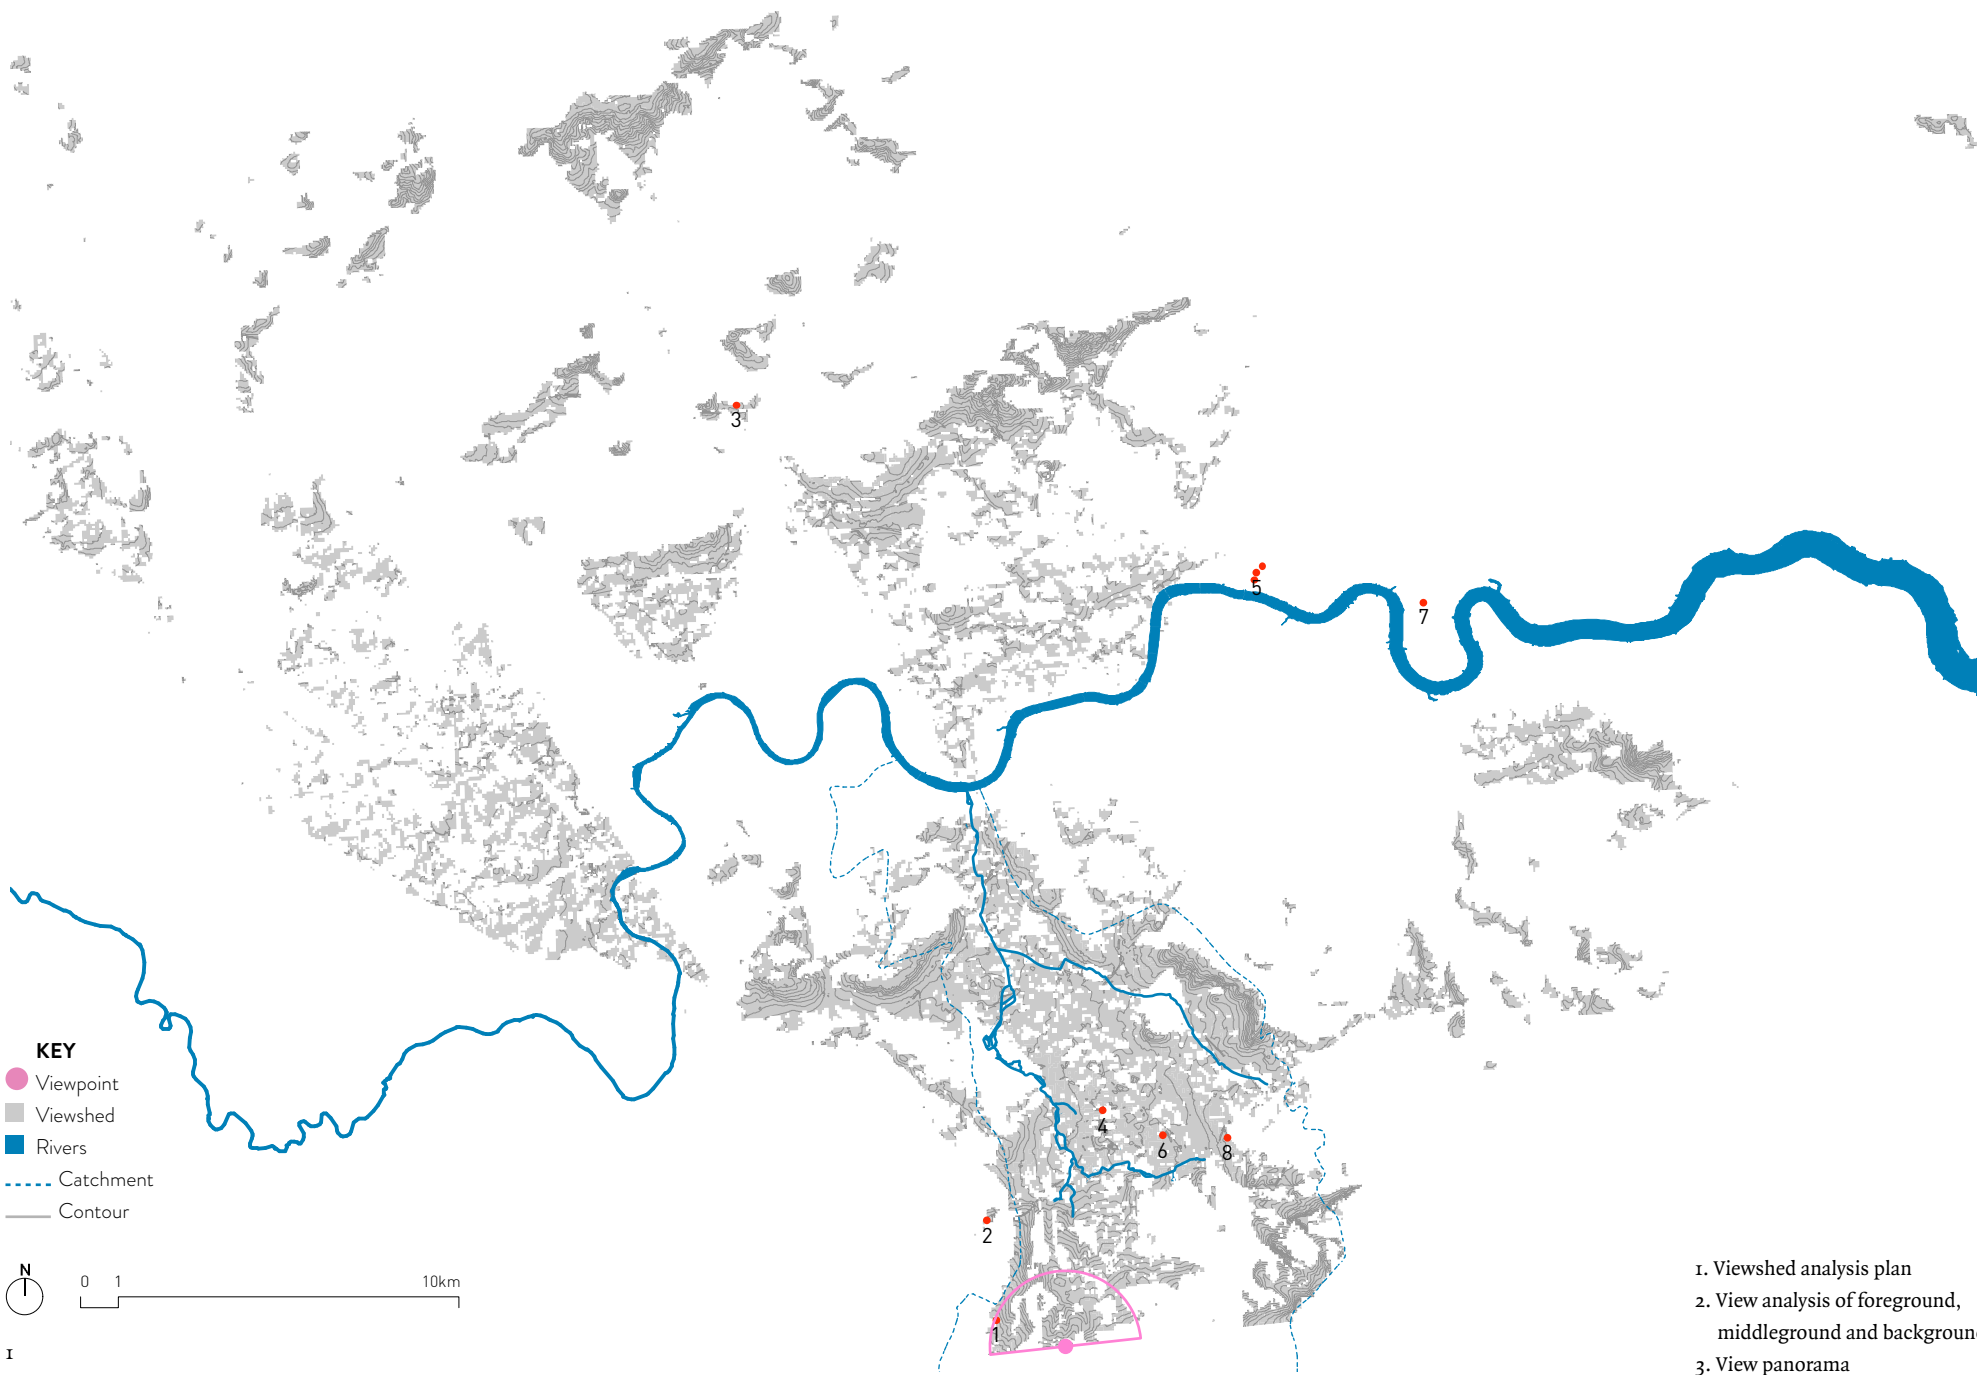 3
5
7
4
6
8
2
1
KEY
Viewpoint
Viewshed
Rivers
Catchment
Contour
N
0 1 10km
1
1. Viewshed analysis plan
2. View analysis of foreground,
middleground and background
3. View panorama